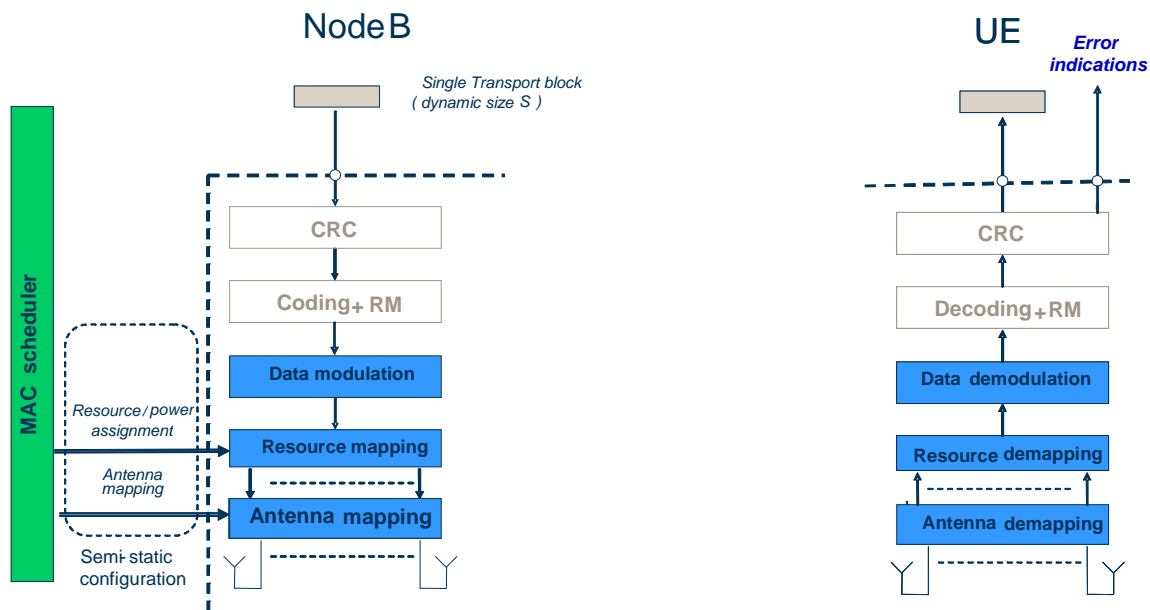 Node B
UE
Error
indications
Single Transport block
( dynamic size S )
CRC
Coding+ RM
Data modulation
Resource mapping
Antenna mapping
MAC scheduler
Resource/power
assignment
Antenna
mapping
Semi-static
configuration
CRC
Decoding+RM
Data demodulation
Resource demapping
Antenna demapping